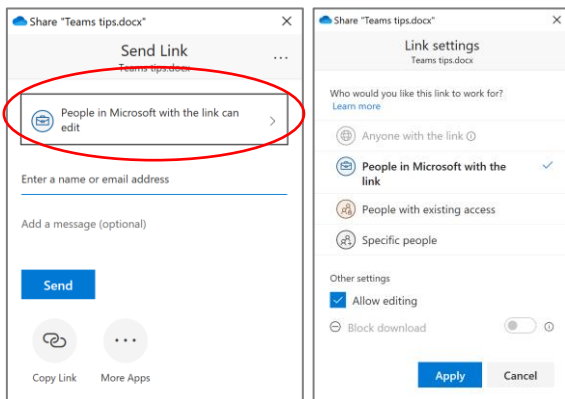 Share "Teams tips.docx"
Send Link
Teams tips.docx
People in Microsoft with the link can
edit
Enter a name or email address
Add a message (optional)
Send
Copy Link
More Apps
Share "Teams tips.docx"
Link settings
Teams tips.docx
Who would you like this link to work for?
Learn more
Anyone with the link
People in Microsoft with the
link
People with existing access
Specific people
Other settings
Allow editing
Block download
Apply
Cancel